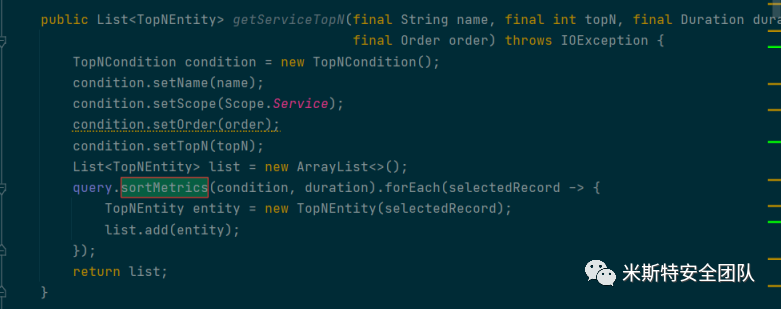 public List<TopNEntity> getServiceTopN(final String name, final int topN, final Duration dura
final Order order) throws IOException {
TopNCondition condition = new TopNCondition();
condition.setName(name);
condition.setScope(Scope.Service);
condition.setOrder(order);
condition.setTopN(topN);
List<TopNEntity> list = new ArrayList<>();
query.sortMetrics(condition, duration).forEach(selectedRecord -> {
TopNEntity entity = new TopNEntity(selectedRecord);
list.add(entity);
});
return list;
}
米斯特安全团队